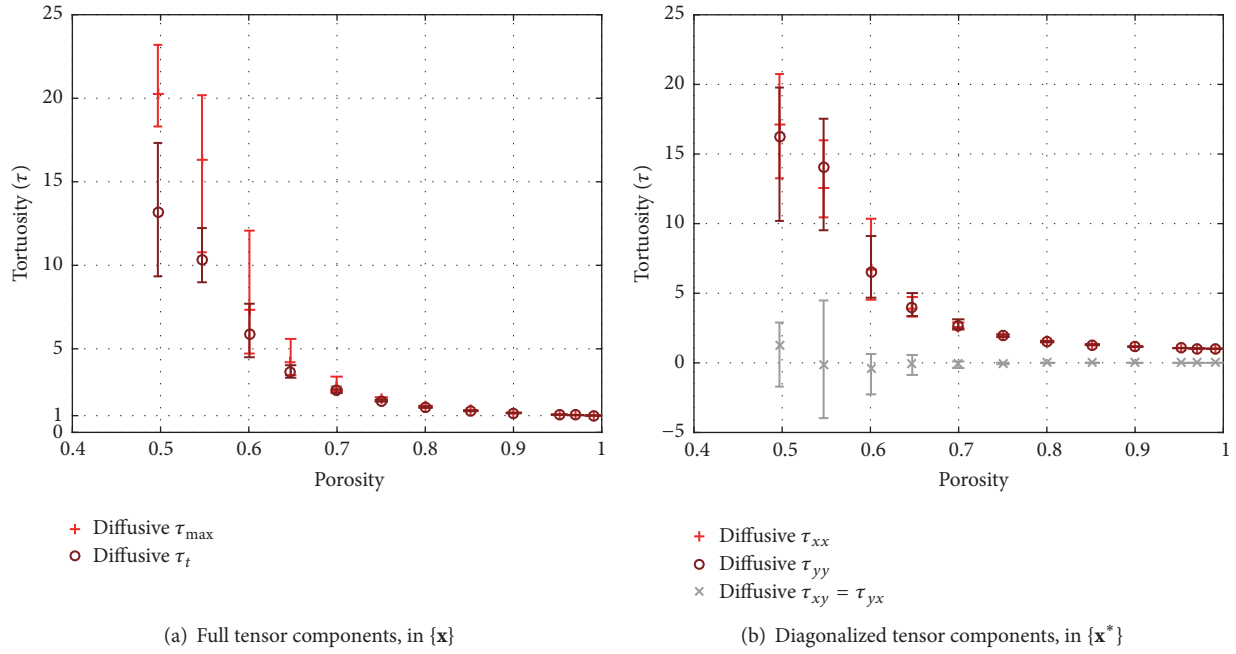 25
20
15
10
5
1
0
Tortuosity (τ)
0.4 0.5 0.6 0.7 0.8 0.9 1
Porosity
Diffusive τmax
Diffusive τt
(a) Full tensor components, in {x}
25
20
15
10
5
0
−5
Tortuosity (τ)
0.4 0.5 0.6 0.7 0.8 0.9 1
Porosity
Diffusive τxx
Diffusive τyy
Diffusive τxy = τyx
(b) Diagonalized tensor components, in {x*}